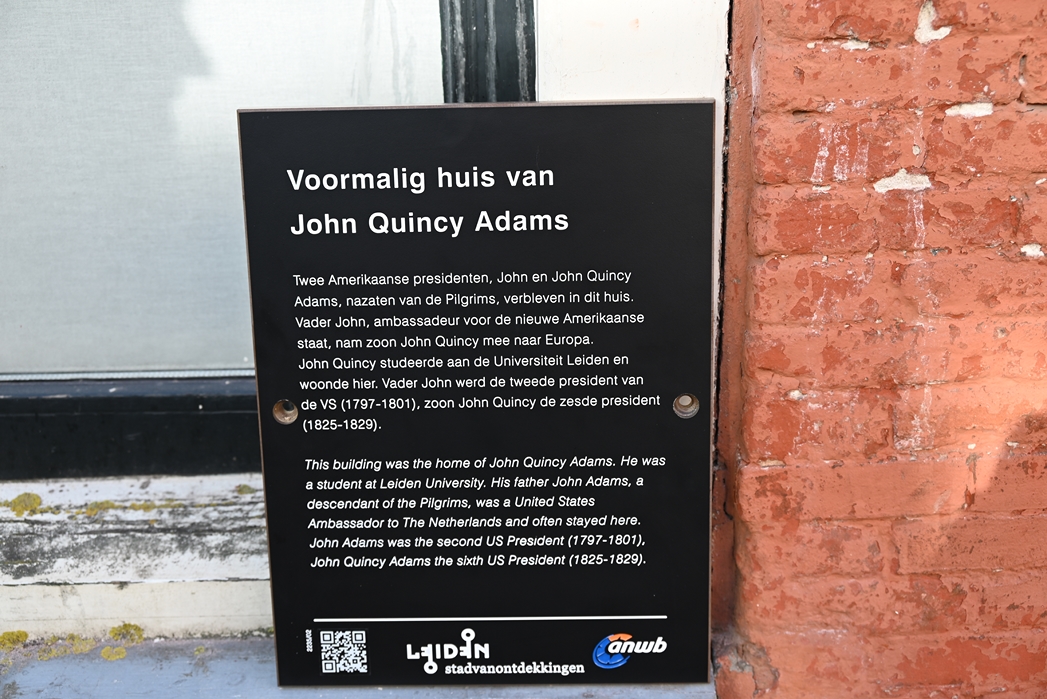 Voormalig huis van
John Quincy Adams
Twee Amerikaanse presidenten, John en John Quincy
Adams, nazaten van de Pilgrims, verbleven in dit huis.
Vader John, ambassadeur voor de nieuwe Amerikaanse
staat, nam zoon John Quincy mee naar Europa.
John Quincy studeerde aan de Universiteit Leiden en
woonde hier. Vader John werd de tweede president van
de VS (1797-1801), zoon John Quincy de zesde president
(1825-1829).
This building was the home of John Quincy Adams. He was
a student at Leiden University. His father John Adams, a
descendant of the Pilgrims, was a United States
Ambassador to The Netherlands and often stayed here.
John Adams was the second US President (1797-1801),
John Quincy Adams the sixth US President (1825-1829).
2235/02
LEIDEN
stadvanontdekkingen
anwb